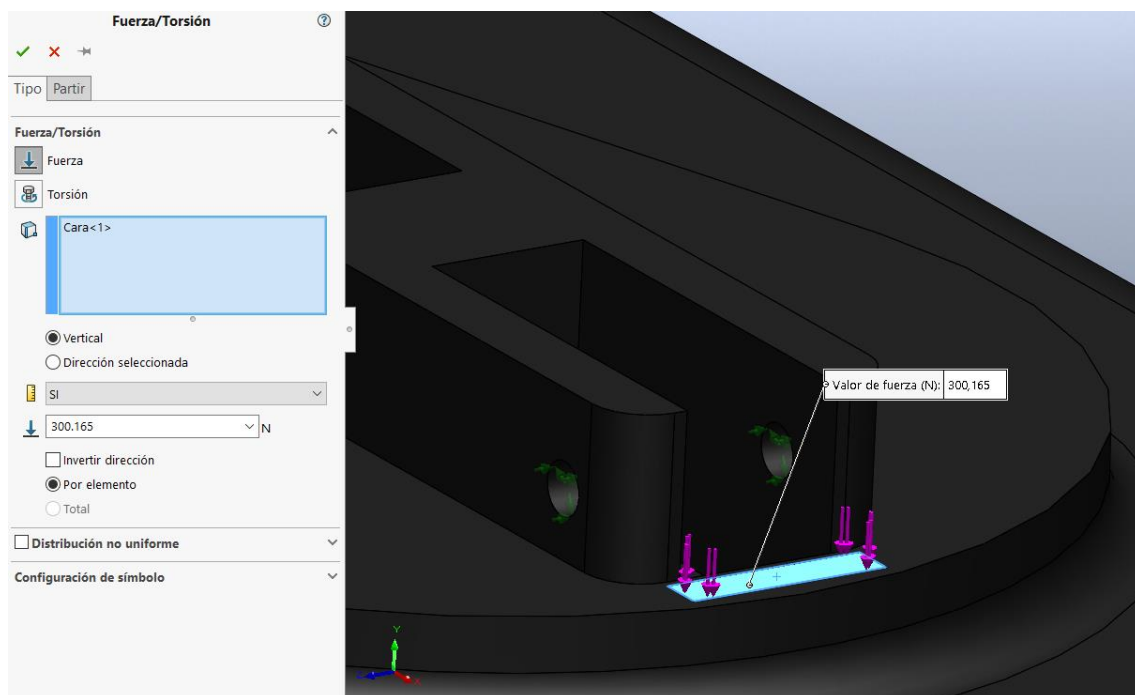 Fuerza/Torsión
?
Tipo Partir
Fuerza/Torsión
Fuerza
Torsión
Cara<1>
Vertical
Dirección seleccionada
SI
300.165 N
Invertir dirección
Por elemento
Total
Distribución no uniforme
Configuración de símbolo
Valor de fuerza (N): 300,165
Y
Z
X